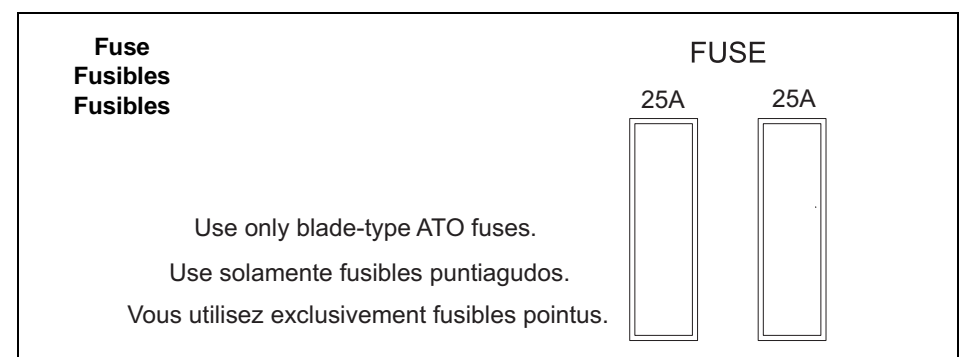 Fuse
Fusibles
Fusibles
FUSE
25A 25A
Use only blade-type ATO fuses.
Use solamente fusibles puntiagudos.
Vous utilisez exclusivement fusibles pointus.